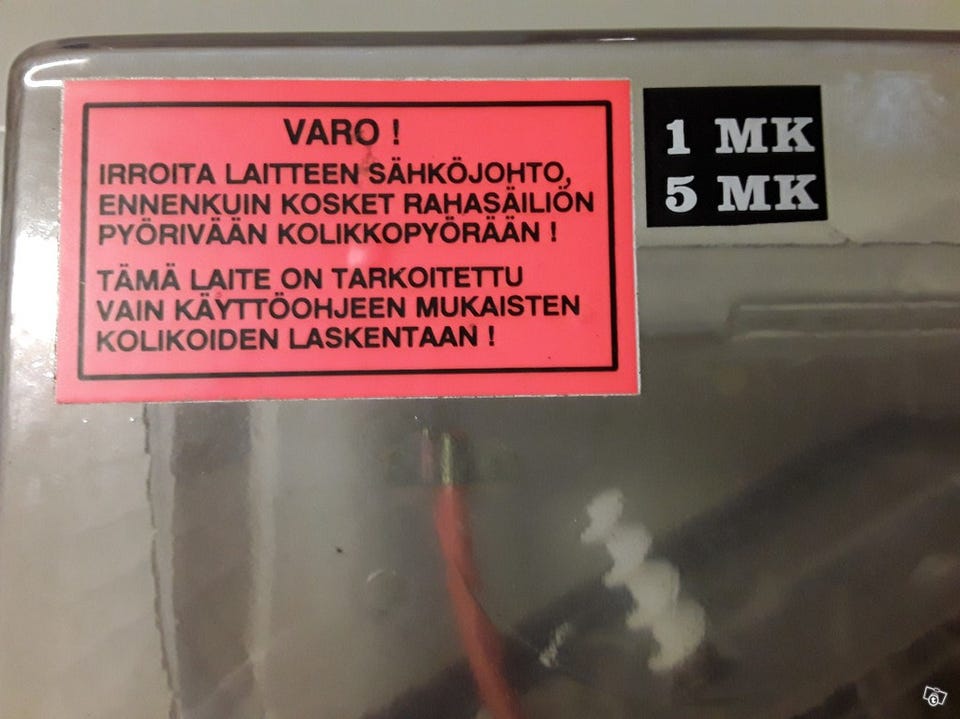 VARO !
IRROITA LAITTEEN SÄHKÖJOHTO,
ENNENKUIN KOSKET RAHASÄILIÖN
PYÖRIVÄÄN KOLIKKOPYÖRÄÄN !
TÄMÄ LAITE ON TARKOITETTU
VAIN KÄYTTÖOHJEEN MUKAISTEN
KOLIKOIDEN LASKENTAAN !
1 MK
5 MK